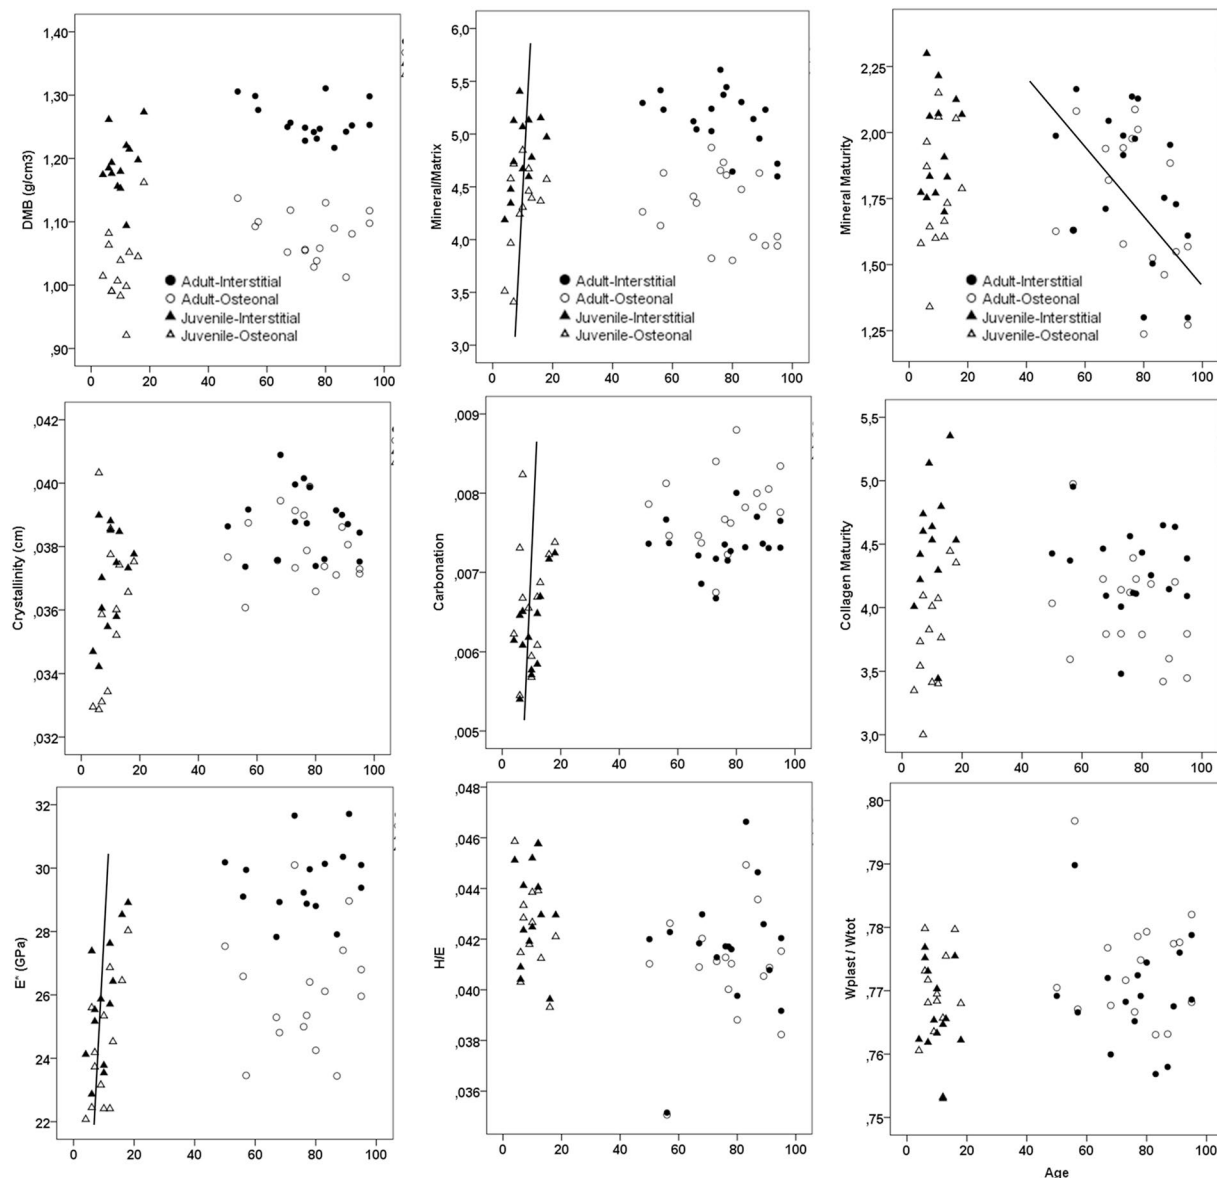 DMB (g/cm3)
1,40
1,30
1,20
1,10
1,00
,90
0 20 40 60 80 100
Adult-Interstitial
Adult-Osteonal
Juvenile-Interstitial
Juvenile-Osteonal
Mineral/Matrix
6,0
5,5
5,0
4,5
4,0
3,5
3,0
0 20 40 60 80 100
Adult-Interstitial
Adult-Osteonal
Juvenile-Interstitial
Juvenile-Osteonal
Mineral Maturity
2,25
2,00
1,75
1,50
1,25
0 20 40 60 80 100
Adult-Interstitial
Adult-Osteonal
Juvenile-Interstitial
Juvenile-Osteonal
Crystallinity (cm)
,042
,040
,038
,036
,034
,032
0 20 40 60 80 100
Carbonation
,009
,008
,007
,006
,005
0 20 40 60 80 100
Collagen Maturity
5,5
5,0
4,5
4,0
3,5
3,0
0 20 40 60 80 100
E* (GPa)
32
30
28
26
24
22
0 20 40 60 80 100
H/E
,048
,046
,044
,042
,040
,038
,036
0 20 40 60 80 100
Wplast / Wtot
,80
,79
,78
,77
,76
,75
0 20 40 60 80 100
Age